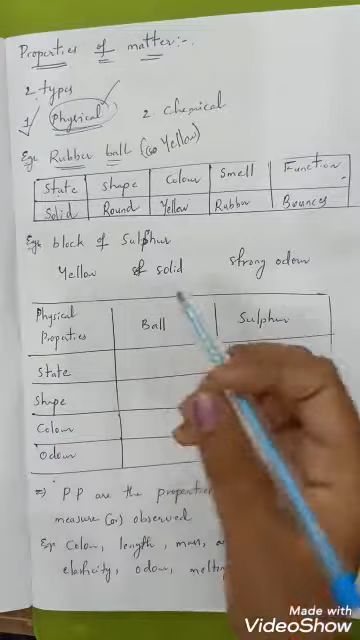 Properties of matter:-
2 types
1. Physical 2. Chemical
Eg: Rubber ball (Yellow)
State Shape Colour Smell Function
Solid Round Yellow Rubber Bounces
Eg: block of Sulphur
Yellow solid strong odour
Physical Properties Ball Sulphur
State
Shape
Colour
Odour
=) PP are the properties
measure (or) observed
Eg: Colour, length, mass,
elasticity, odour,
Made with
VideoShow